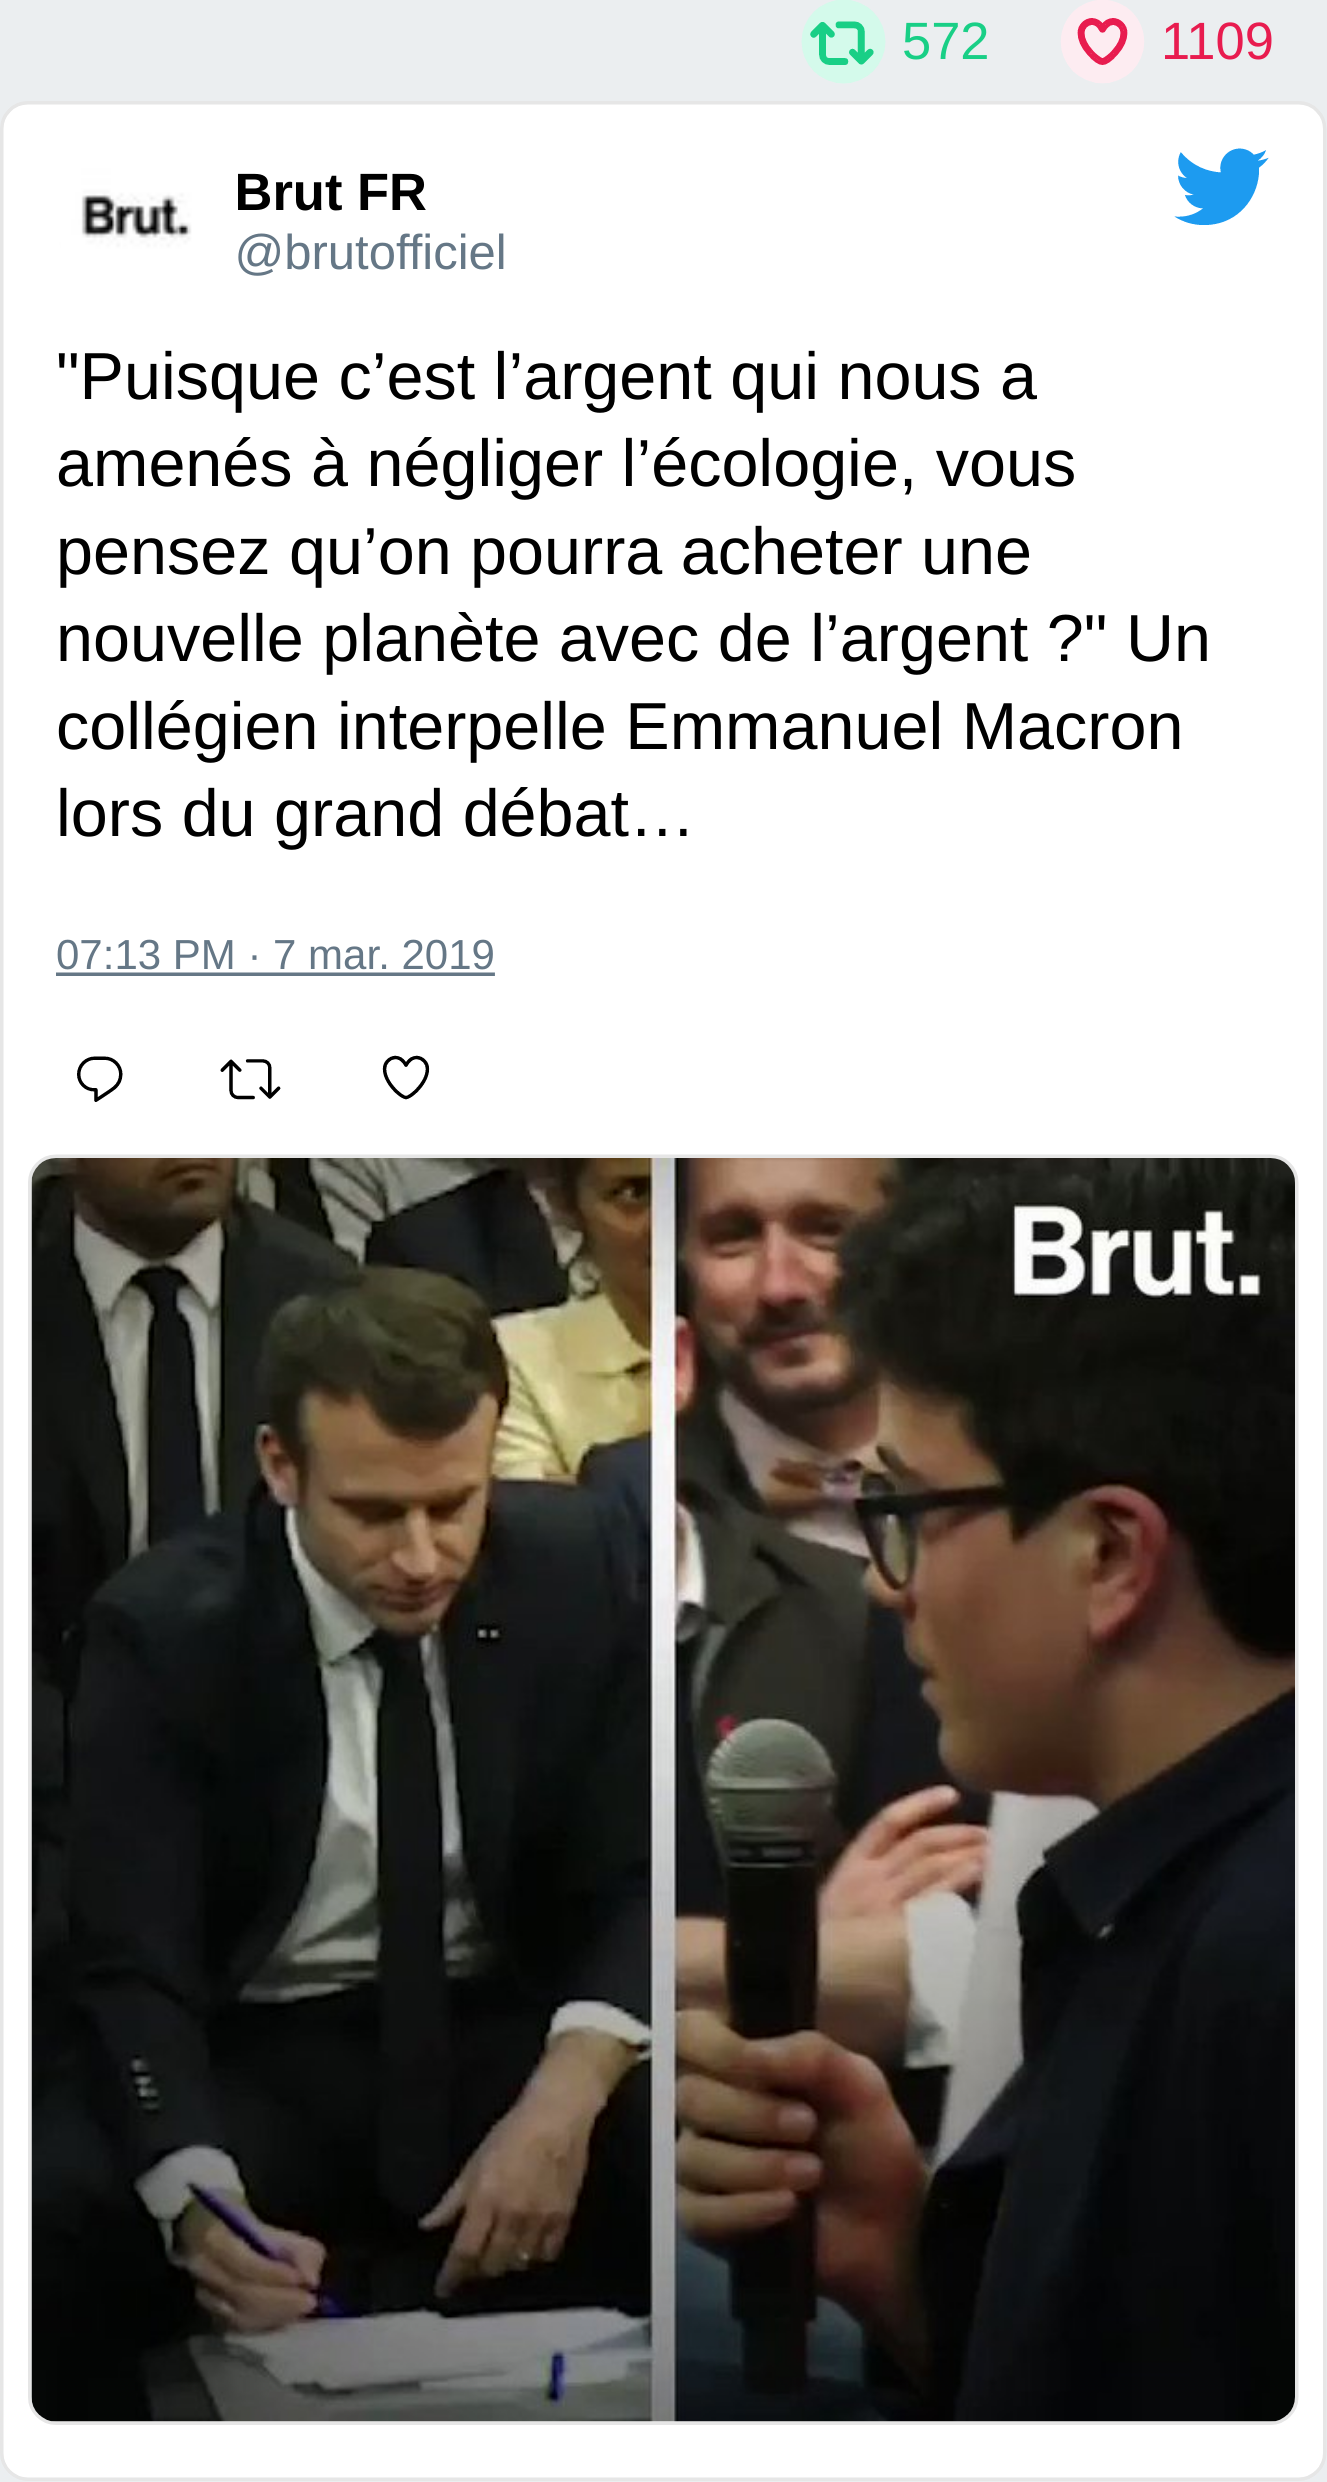 572 1109
Brut.
Brut FR
@brutofficiel
"Puisque c’est l’argent qui nous a
amenés à négliger l’écologie, vous
pensez qu’on pourra acheter une
nouvelle planète avec de l’argent ?" Un
collégien interpelle Emmanuel Macron
lors du grand débat…
07:13 PM · 7 mar. 2019
Brut.